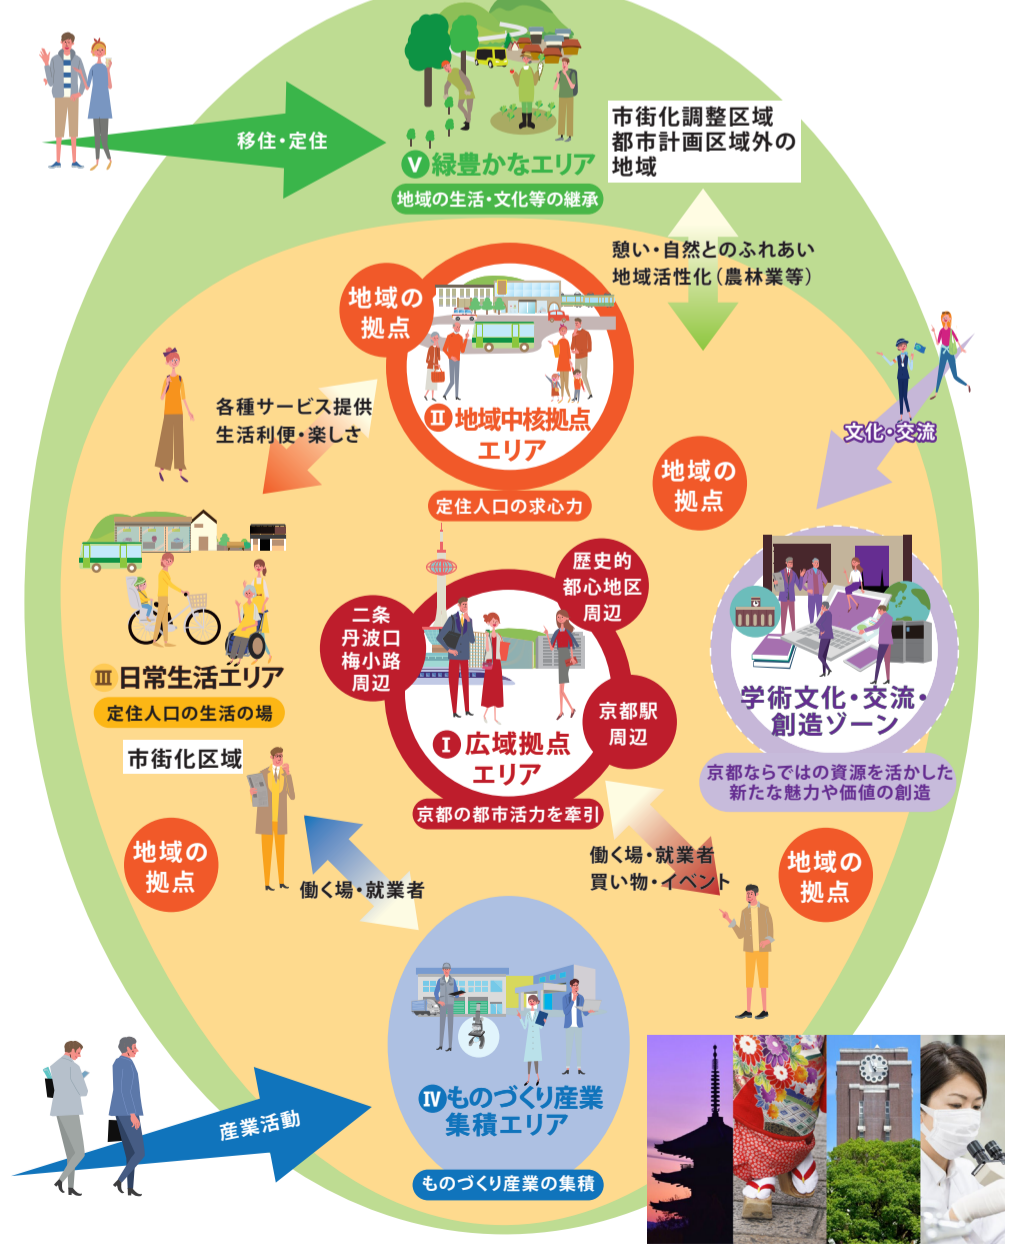 移住・定住
Ⅴ 緑豊かなエリア
地域の生活・文化等の継承
市街化調整区域
都市計画区域外の
地域
憩い・自然とのふれあい
地域活性化（農林業等）
地域の
拠点
Ⅱ 地域中核拠点
エリア
定住人口の求心力
各種サービス提供
生活利便・楽しさ
文化・交流
地域の
拠点
歴史的
都心地区
周辺
二条
丹波口
梅小路
周辺
京都駅
周辺
Ⅰ 広域拠点
エリア
京都の都市活力を牽引
Ⅲ 日常生活エリア
定住人口の生活の場
市街化区域
学術文化・交流・
創造ゾーン
京都ならではの資源を活かした
新たな魅力や価値の創造
地域の
拠点
働く場・就業者
働く場・就業者
買い物・イベント
地域の
拠点
Ⅳ ものづくり産業
集積エリア
ものづくり産業の集積
産業活動